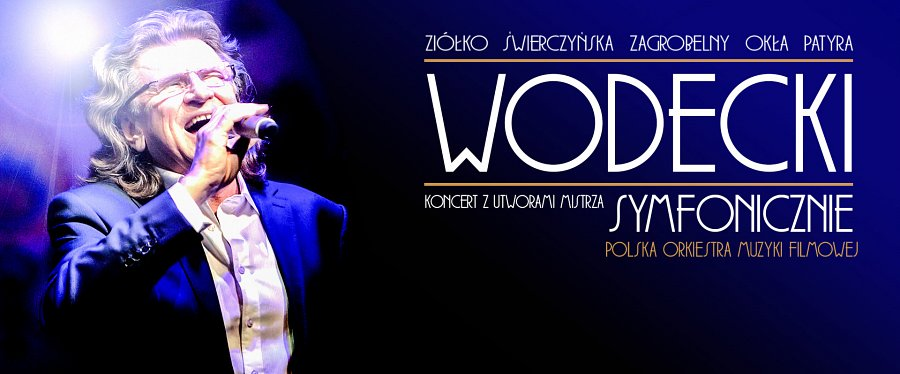 ZIÓŁKO ŚWIERCZYŃSKA ZAGROBELNY OKŁA PATYRA
WODECKI
KONCERT Z UTWORAMI MISTRZA SYMFONICZNIE
POLSKA ORKIESTRA MUZYKI FILMOWEJ